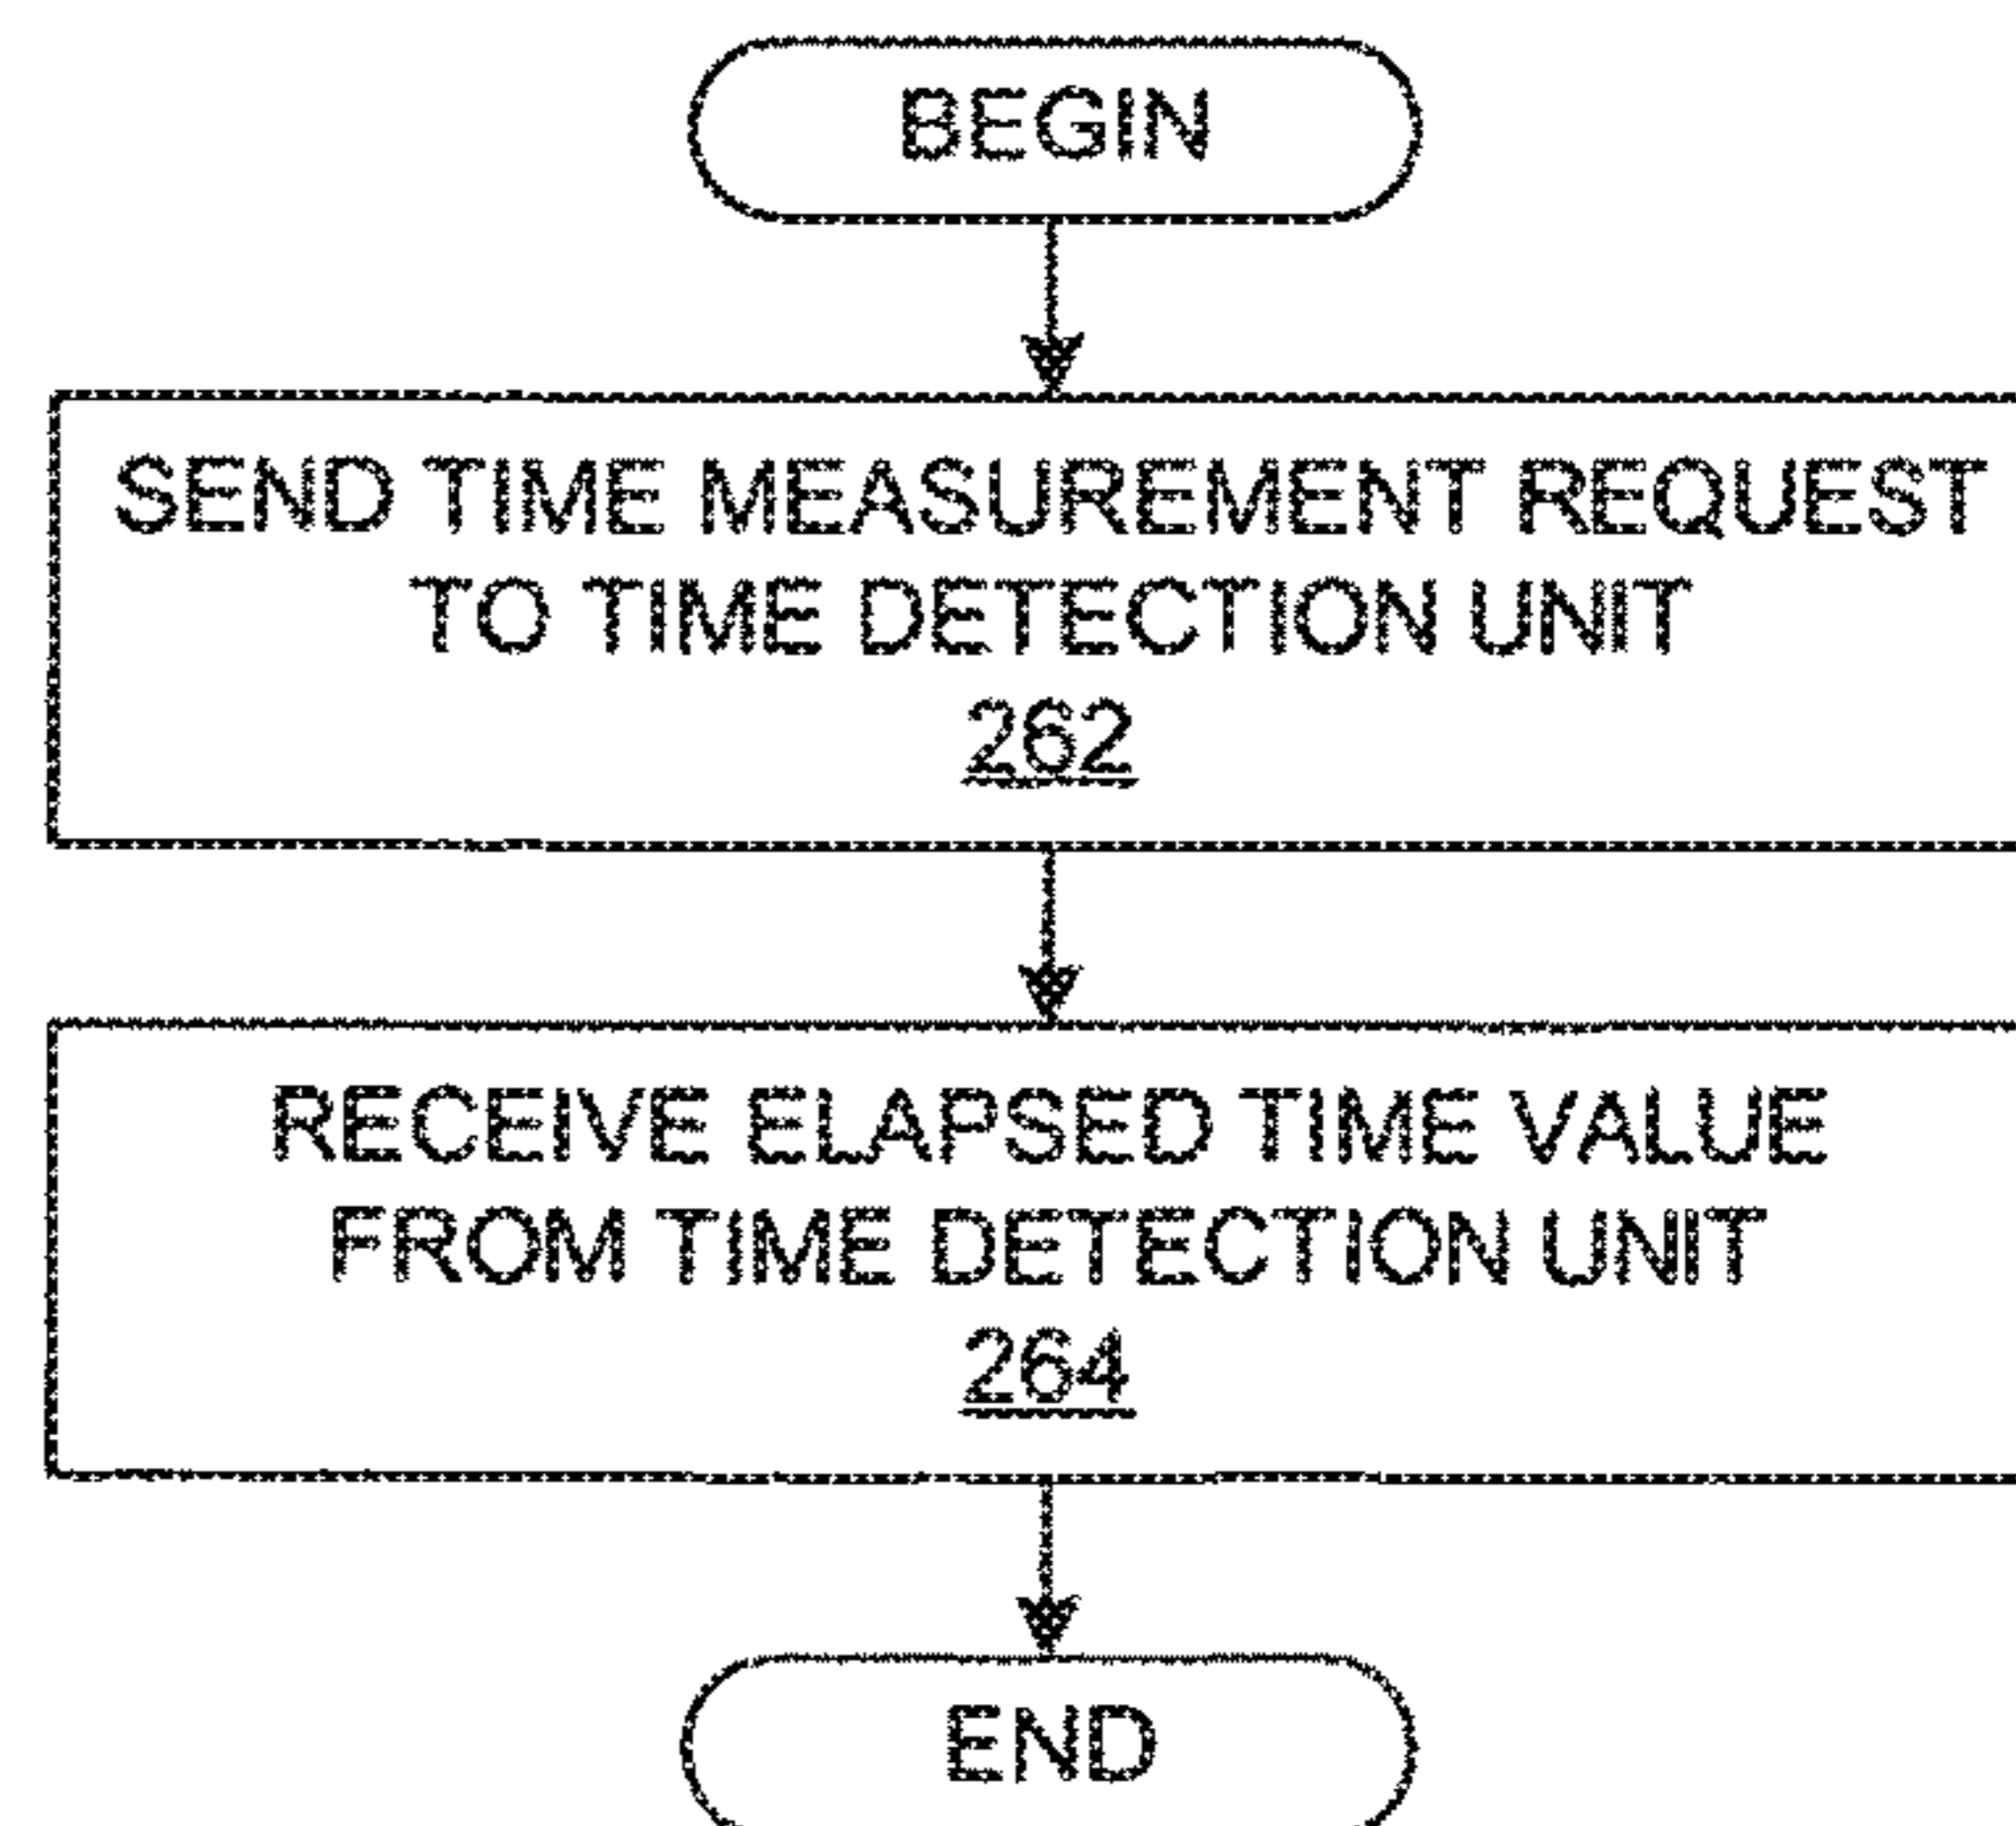 BEGIN
SEND TIME MEASUREMENT REQUEST
TO TIME DETECTION UNIT
262
RECEIVE ELAPSED TIME VALUE
FROM TIME DETECTION UNIT
264
END